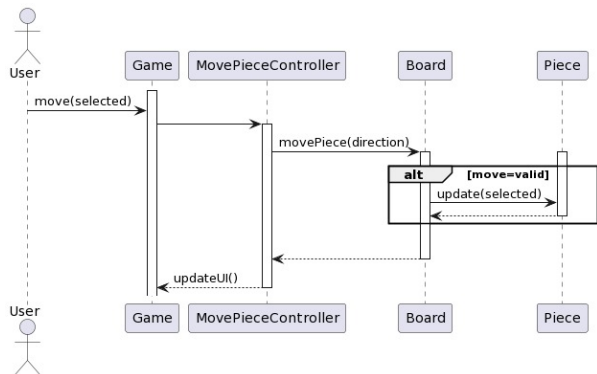 User
Game
MovePieceController
Board
Piece
move(selected)
movePiece(direction)
alt
[move=valid]
update(selected)
updateUI()
User
Game
MovePieceController
Board
Piece